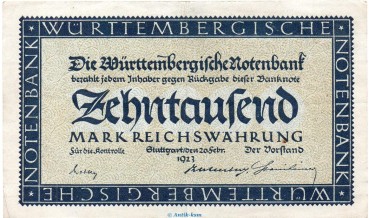 WÜRTTEMBERGISCHE
NOTENBANK
Die Württembergische Notenbank
bezahlt jedem Inhaber gegen Rückgabe dieser Banknote
Zehntausend
MARK REICHSWÄHRUNG
Für die Kontrolle Stuttgart, den 20. Febr. Der Vorstand
1923
NOTENBANK
WÜRTTEMBERGISCHE
© Antik-kom